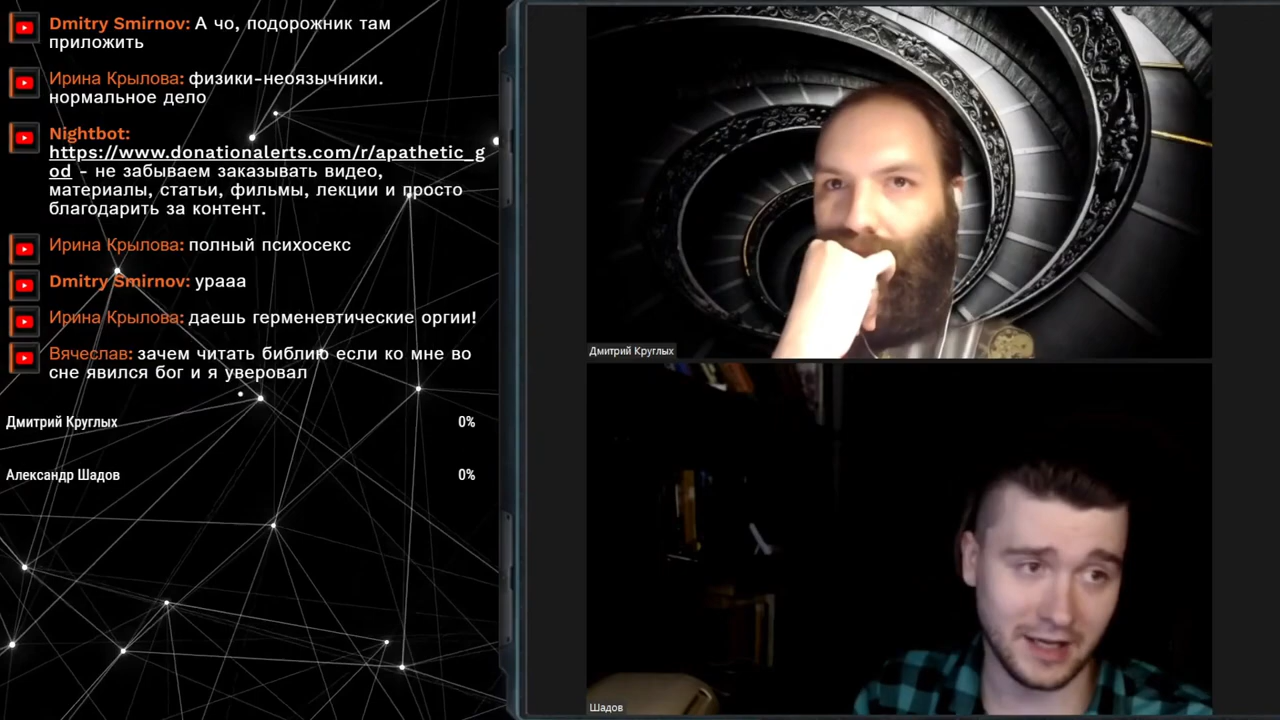 Dmitry Smirnov: А чо, подорожник там
приложить
Ирина Крылова: физики-неоязычники.
нормальное дело
Nightbot:
https://www.donationalerts.com/r/apathetic_g
od - не забываем заказывать видео,
материалы, статьи, фильмы, лекции и просто
благодарить за контент.
Ирина Крылова: полный психосекс
Dmitry Smirnov: урааа
Ирина Крылова: даешь герменевтические оргии!
Вячеслав: зачем читать библию если ко мне во
сне явился бог и я уверовал
Дмитрий Круглых 0%
Александр Шадов 0%
Дмитрий Круглых
Шадов